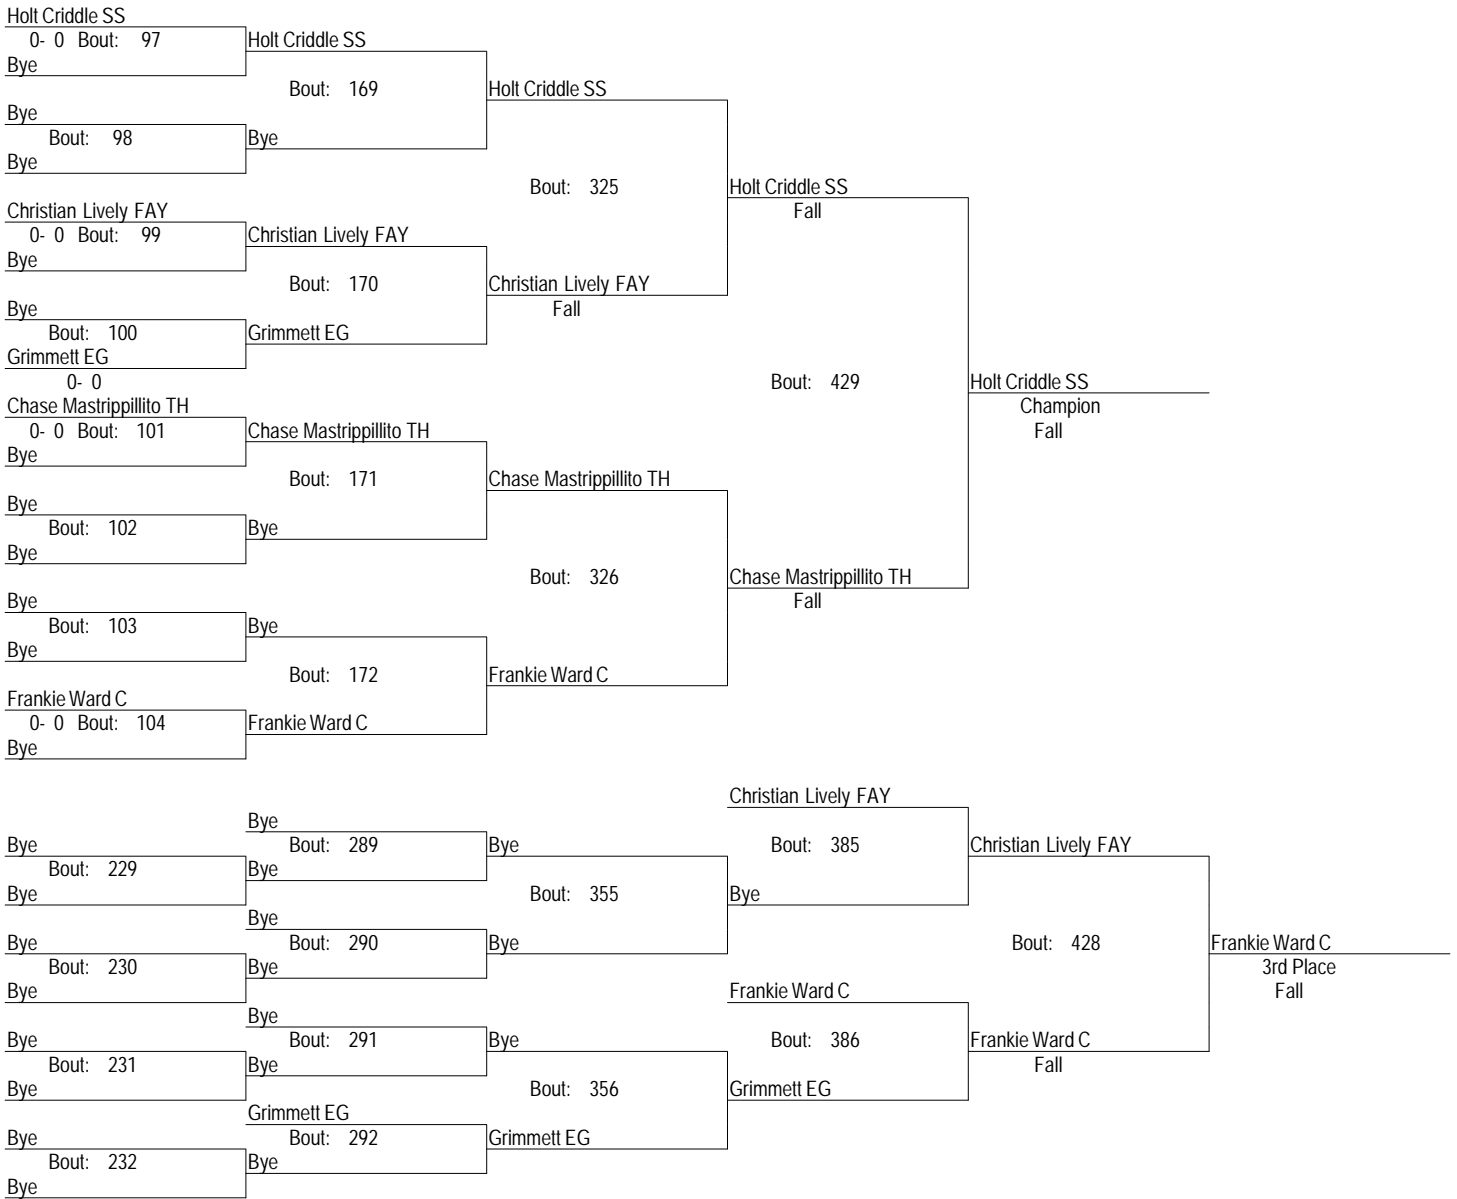 Holt Criddle SS
0- 0 Bout: 97
Holt Criddle SS
Bye
Bout: 169
Holt Criddle SS
Bye
Bout: 98
Bye
Bye
Bout: 325
Holt Criddle SS
Fall
Christian Lively FAY
0- 0 Bout: 99
Christian Lively FAY
Bye
Bout: 170
Christian Lively FAY
Fall
Bye
Bout: 100
Grimmett EG
Grimmett EG
0- 0
Bout: 429
Holt Criddle SS
Champion
Fall
Chase Mastrippillito TH
0- 0 Bout: 101
Chase Mastrippillito TH
Bye
Bout: 171
Chase Mastrippillito TH
Bye
Bout: 102
Bye
Bye
Bout: 326
Chase Mastrippillito TH
Fall
Bye
Bout: 103
Bye
Bye
Bout: 172
Frankie Ward C
Frankie Ward C
0- 0 Bout: 104
Frankie Ward C
Bye
Christian Lively FAY
Bye
Bye
Bout: 289
Bye
Bout: 385
Christian Lively FAY
Bout: 229
Bye
Bye
Bout: 355
Bye
Bye
Bye
Bout: 290
Bye
Bout: 428
Frankie Ward C
3rd Place
Fall
Bout: 230
Bye
Bye
Frankie Ward C
Bye
Bye
Bout: 291
Bye
Bout: 386
Frankie Ward C
Fall
Bout: 231
Bye
Bye
Bout: 356
Grimmett EG
Grimmett EG
Bye
Bout: 292
Grimmett EG
Bout: 232
Bye
Bye